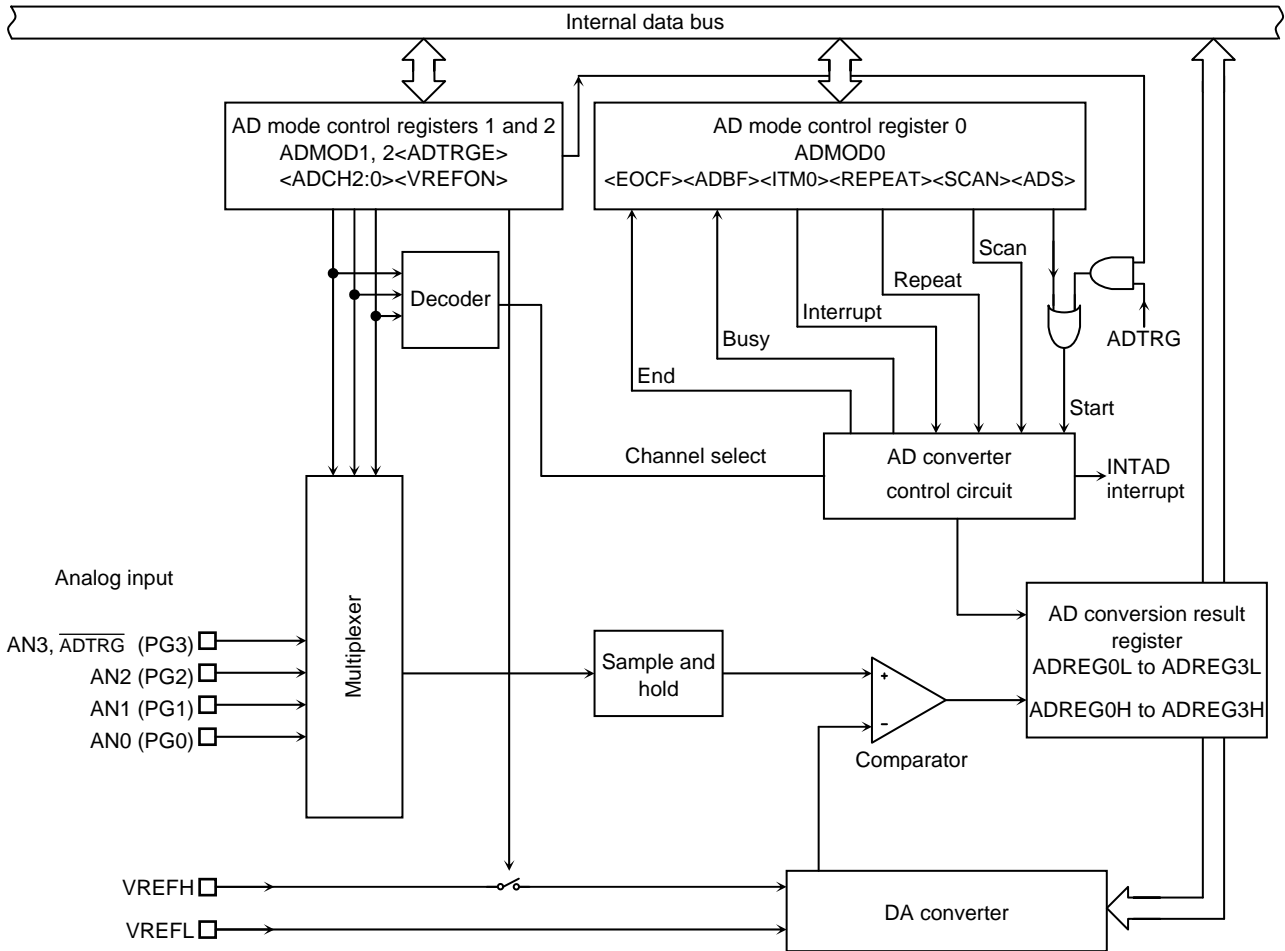 Internal data bus
AD mode control registers 1 and 2
ADMOD1, 2<ADTRGE>
<ADCH2:0><VREFON>
AD mode control register 0
ADMOD0
<EOCF><ADBF><ITM0><REPEAT><SCAN><ADS>
Decoder
Scan
Repeat
Interrupt
Busy
End
ADTRG
Start
Channel select
AD converter
control circuit
INTAD
interrupt
Analog input
AN3, ADTRG (PG3)
AN2 (PG2)
AN1 (PG1)
AN0 (PG0)
Multiplexer
Sample and
hold
+
−
Comparator
AD conversion result
register
ADREG0L to ADREG3L
ADREG0H to ADREG3H
VREFH
VREFL
DA converter